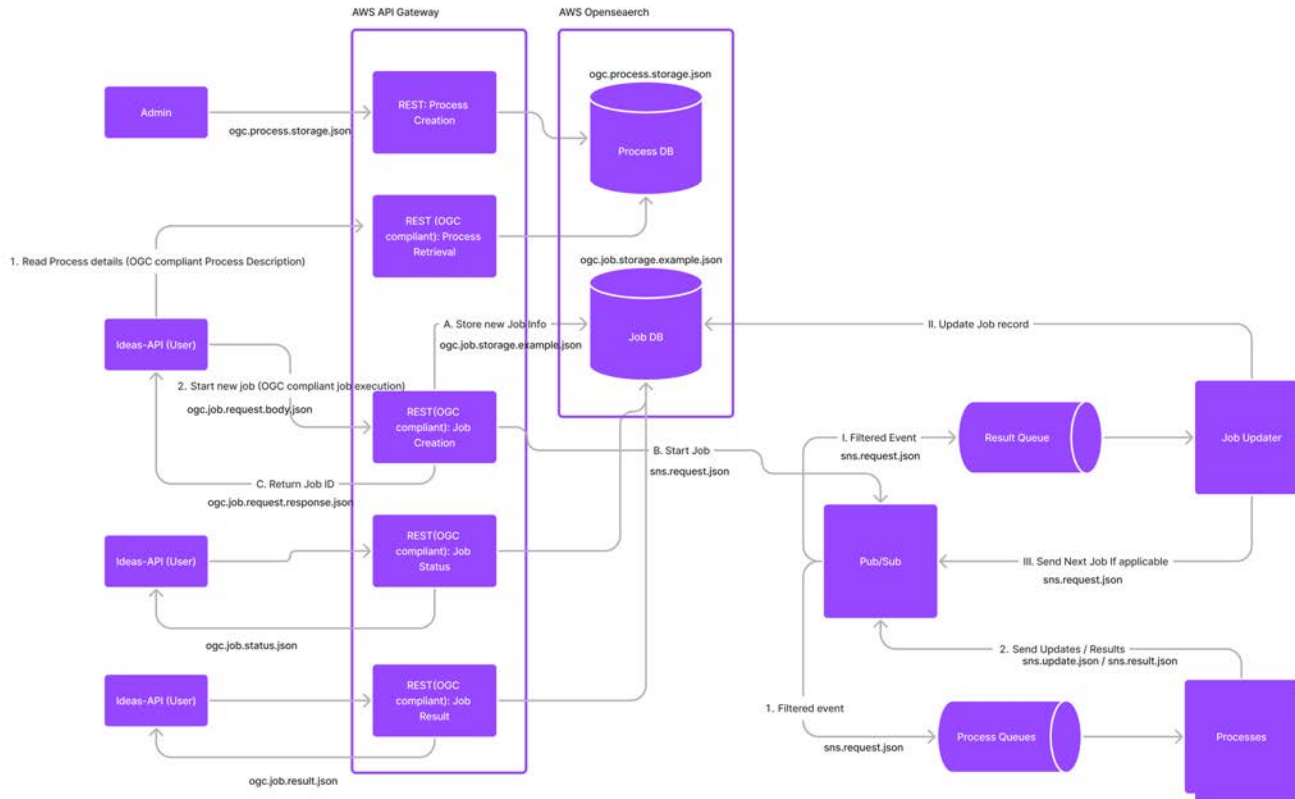 AWS API Gateway
AWS Openseaerch
ogc.process.storage.json
Admin
REST: Process
Creation
ogc.process.storage.json
Process DB
REST (OGC
compliant): Process
Retrieval
1. Read Process details (OGC compliant Process Description)
ogc.job.storage.example.json
A. Store new Job Info
ogc.job.storage.example.json
Job DB
II. Update Job record
Ideas-API (User)
2. Start new job (OGC compliant job execution)
ogc.job.request.body.json
REST(OGC
compliant): Job
Creation
I. Filtered Event
sns.request.json
Result Queue
Job Updater
B. Start Job
sns.request.json
C. Return Job ID
ogc.job.request.response.json
REST(OGC
compliant): Job
Status
Ideas-API (User)
Pub/Sub
III. Send Next Job If applicable
sns.request.json
ogc.job.status.json
2. Send Updates / Results
sns.update.json / sns.result.json
REST(OGC
compliant): Job
Result
Ideas-API (User)
1. Filtered event
sns.request.json
Process Queues
Processes
ogc.job.result.json